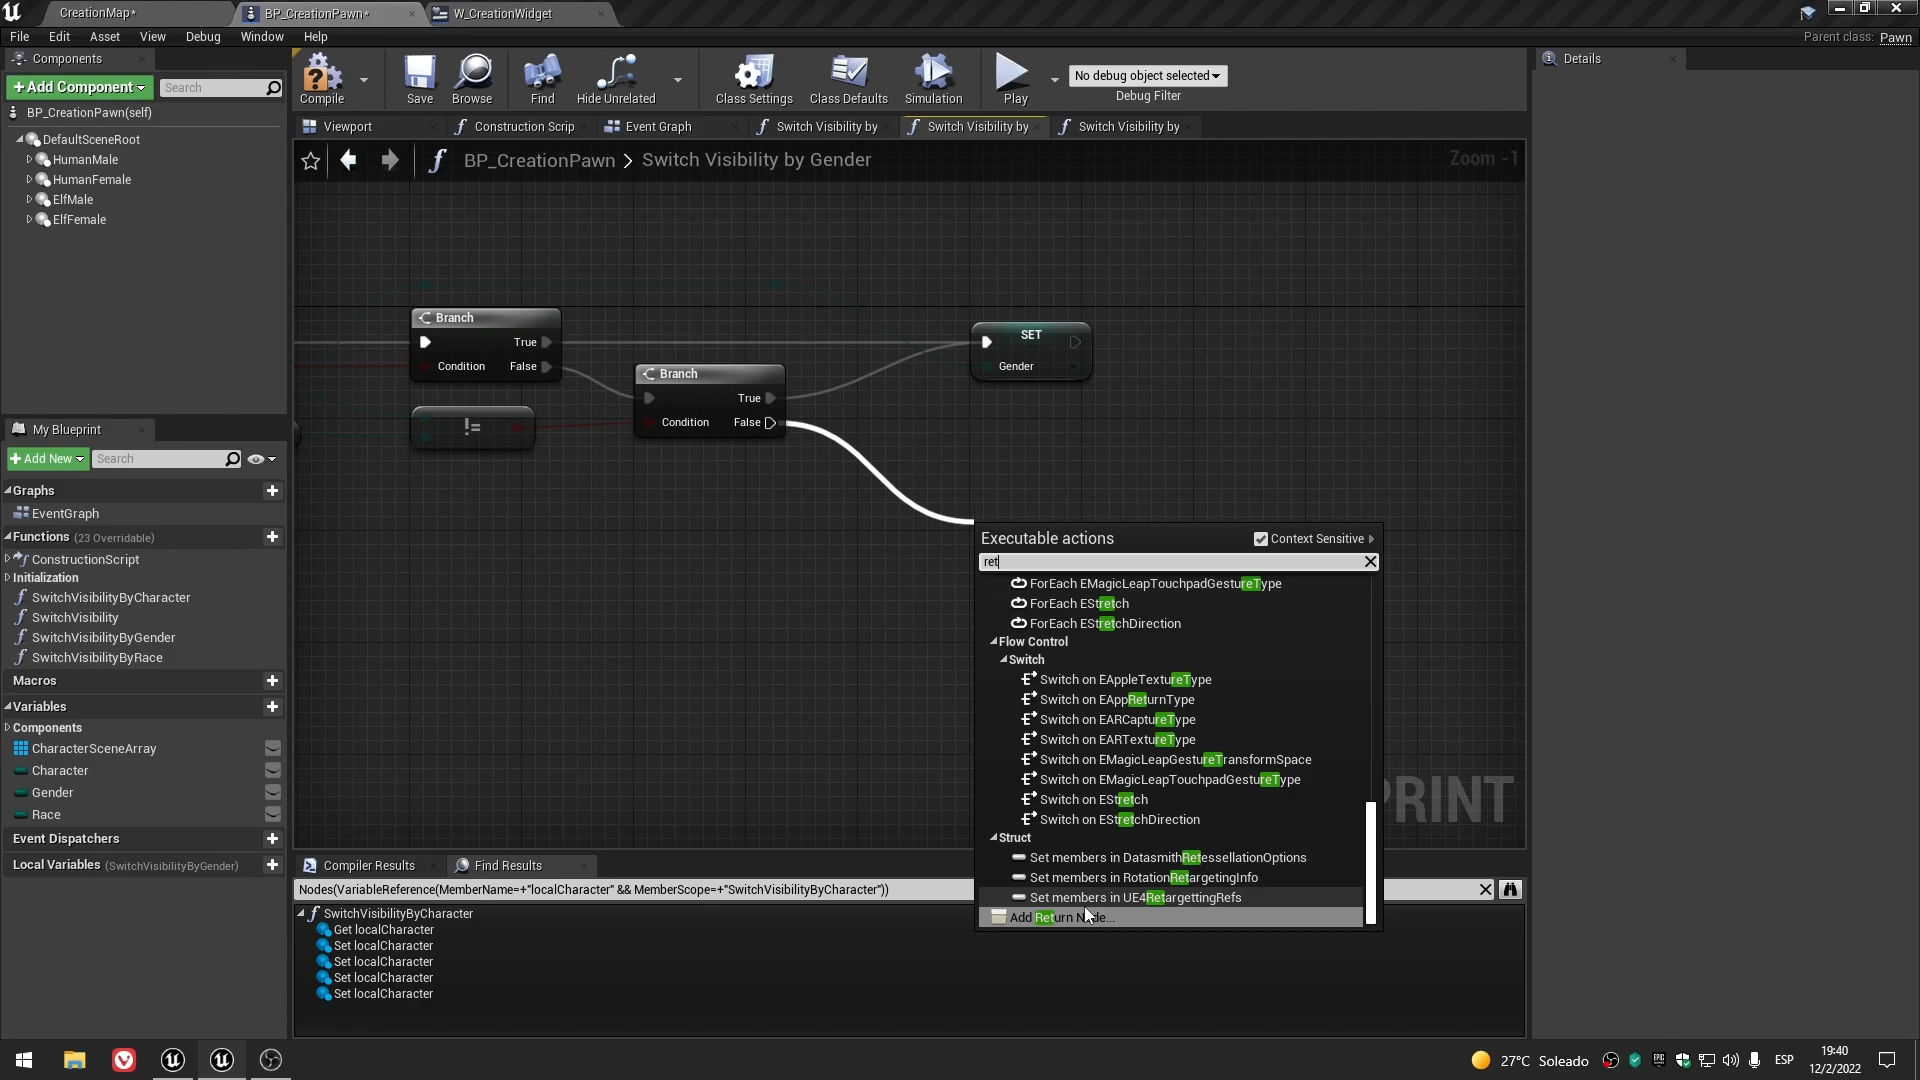 CreationMap*
BP_CreationPawn*
W_CreationWidget
File Edit Asset View Debug Window Help
Parent class: Pawn
Components
+Add Component
Search
BP_CreationPawn(self)
DefaultSceneRoot
HumanMale
HumanFemale
ElfMale
ElfFemale
Compile
Save
Browse
Find
Hide Unrelated
Class Settings
Class Defaults
Simulation
Play
No debug object selected
Debug Filter
Details
Viewport
Construction Scrip
Event Graph
Switch Visibility by
Switch Visibility by
Switch Visibility by
BP_CreationPawn > Switch Visibility by Gender
Zoom -1
Branch
True
Condition False
!=
Branch
True
Condition False
SET
Gender
PRINT
Executable actions
Context Sensitive
ret
ForEach EMagicLeapTouchpadGestureType
ForEach EStretch
ForEach EStretchDirection
Flow Control
Switch
Switch on EAppleTextureType
Switch on EAppReturnType
Switch on EARCaptureType
Switch on EARTextureType
Switch on EMagicLeapGestureTransformSpace
Switch on EMagicLeapTouchpadGestureType
Switch on EStretch
Switch on EStretchDirection
Struct
Set members in DatasmithRetessellationOptions
Set members in RotationRetargetingInfo
Set members in UE4RetargettingRefs
Add Return Node...
My Blueprint
+Add New
Search
Graphs
EventGraph
Functions (23 Overridable)
ConstructionScript
Initialization
SwitchVisibilityByCharacter
SwitchVisibility
SwitchVisibilityByGender
SwitchVisibilityByRace
Macros
Variables
Components
CharacterSceneArray
Character
Gender
Race
Event Dispatchers
Local Variables (SwitchVisibilityByGender)
Compiler Results
Find Results
Nodes(VariableReference(MemberName=+"localCharacter" && MemberScope=+"SwitchVisibilityByCharacter"))
SwitchVisibilityByCharacter
Get localCharacter
Set localCharacter
Set localCharacter
Set localCharacter
Set localCharacter
27°C Soleado
ESP
19:40
12/2/2022